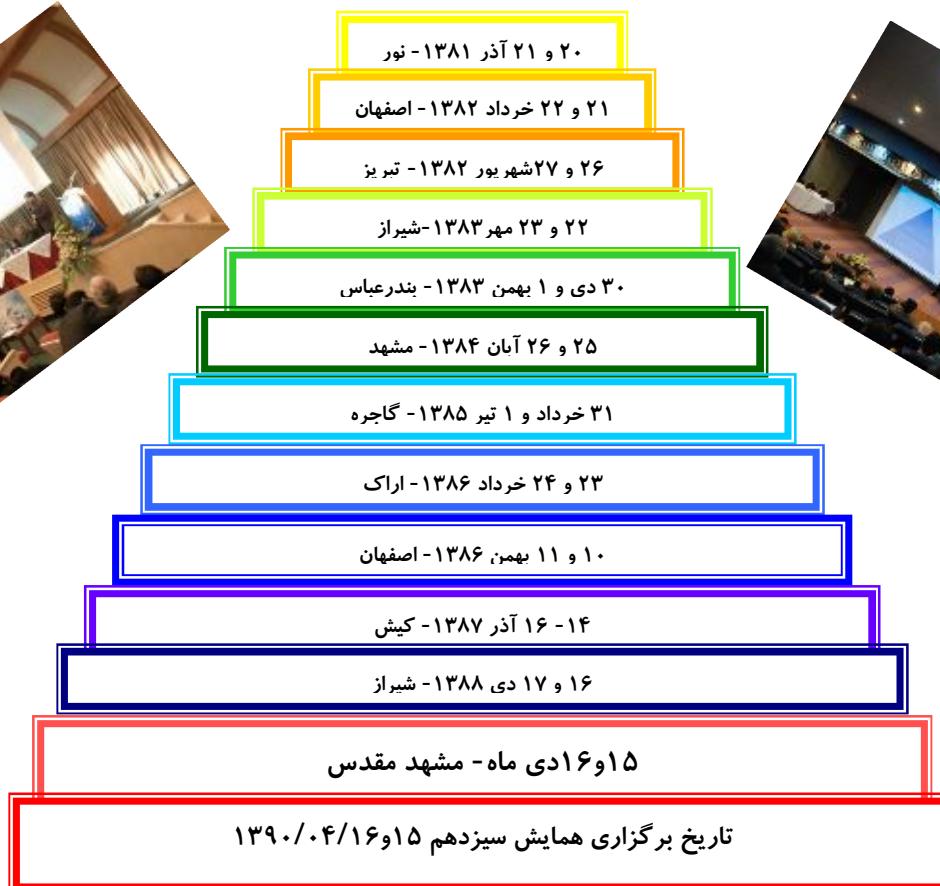 ۲۰ و ۲۱ آذر ۱۳۸۱- نور
۲۱ و ۲۲ خرداد ۱۳۸۲- اصفهان
۲۶ و ۲۷شهریور ۱۳۸۲- تبریز
۲۲ و ۲۳ مهر۱۳۸۳-شیراز
۳۰ دی و ۱ بهمن ۱۳۸۳- بندرعباس
۲۵ و ۲۶ آبان ۱۳۸۴- مشهد
۳۱ خرداد و ۱ تیر ۱۳۸۵- گاجره
۲۳ و ۲۴ خرداد ۱۳۸۶- اراک
۱۰ و ۱۱ بهمن ۱۳۸۶- اصفهان
۱۴- ۱۶ آذر ۱۳۸۷- کیش
۱۶ و ۱۷ دی ۱۳۸۸- شیراز
۱۵و۱۶دی ماه- مشهد مقدس
تاریخ برگزاری همایش سیزدهم ۱۵و۱۳۹۰/۰۴/۱۶